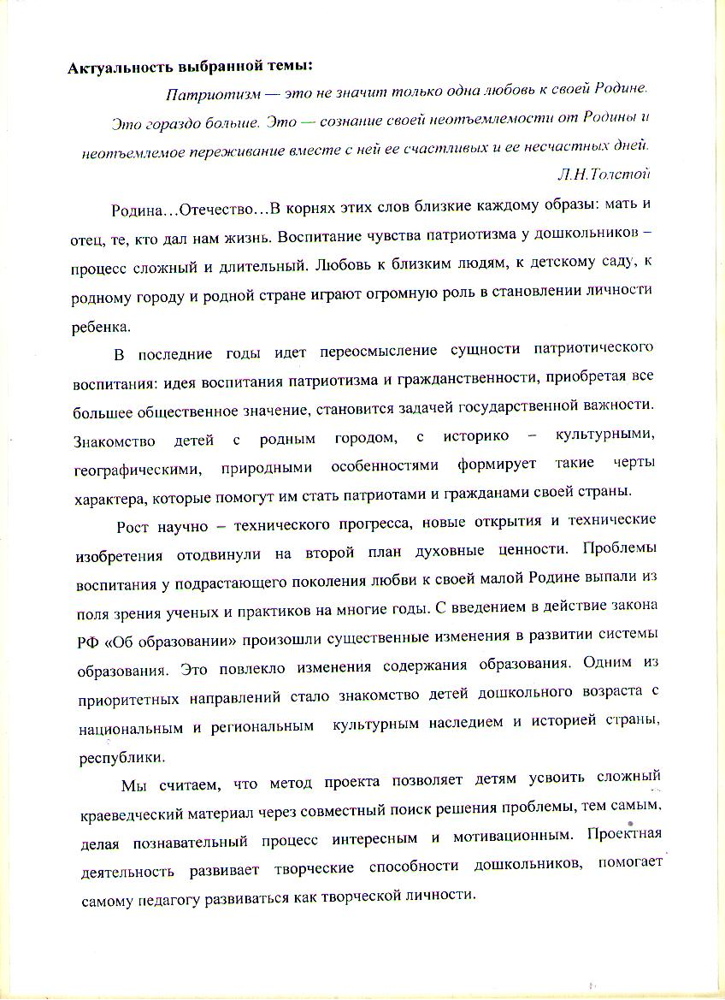 Актуальность выбранной темы:
Патриотизм — это не значит только одна любовь к своей Родине.
Это гораздо больше. Это — сознание своей неотъемлемости от Родины и
неотъемлемое переживание вместе с ней ее счастливых и ее несчастных дней.
Л.Н.Толстой
Родина…Отечество…В корнях этих слов близкие каждому образы: мать и
отец, те, кто дал нам жизнь. Воспитание чувства патриотизма у дошкольников –
процесс сложный и длительный. Любовь к близким людям, к детскому саду, к
родному городу и родной стране играют огромную роль в становлении личности
ребенка.
В последние годы идет переосмысление сущности патриотического
воспитания: идея воспитания патриотизма и гражданственности, приобретая все
большее общественное значение, становится задачей государственной важности.
Знакомство детей с родным городом, с историко – культурными,
географическими, природными особенностями формирует такие черты
характера, которые помогут им стать патриотами и гражданами своей страны.
Рост научно – технического прогресса, новые открытия и технические
изобретения отодвинули на второй план духовные ценности. Проблемы
воспитания у подрастающего поколения любви к своей малой Родине выпали из
поля зрения ученых и практиков на многие годы. С введением в действие закона
РФ «Об образовании» произошли существенные изменения в развитии системы
образования. Это повлекло изменения содержания образования. Одним из
приоритетных направлений стало знакомство детей дошкольного возраста с
национальным и региональным культурным наследием и историей страны,
республики.
Мы считаем, что метод проекта позволяет детям усвоить сложный
краеведческий материал через совместный поиск решения проблемы, тем самым,
делая познавательный процесс интересным и мотивационным. Проектная
деятельность развивает творческие способности дошкольников, помогает
самому педагогу развиваться как творческой личности.